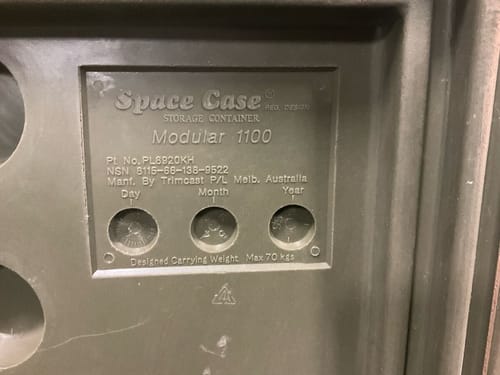 Space Case®
REG. DESIGN
STORAGE CONTAINER
Modular 1100
Pt No. PL6920KH
NSN 8115-66-138-9522
Manf. By Trimcast P/L Melb. Australia
Day Month Year
Designed Carrying Weight Max 70 kgs